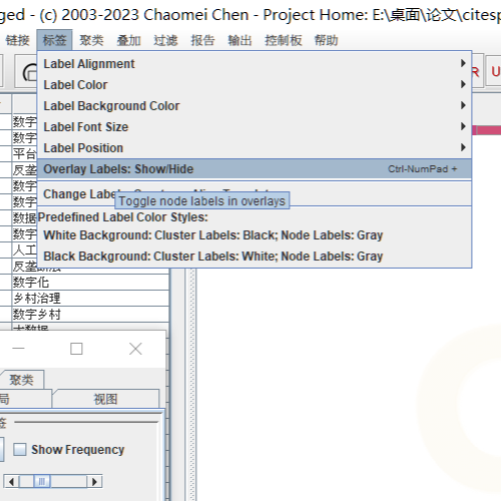 ged - (c) 2003-2023 Chaomei Chen - Project Home: E:\桌面\论文\citesp
链接 标签 聚类 叠加 过滤 报告 输出 控制板 帮助
Label Alignment
Label Color
R U
Label Background Color
Label Font Size
Label Position
Overlay Labels: Show/Hide Ctrl-NumPad +
Toggle node labels in overlays
Predefined Label Color Styles:
White Background: Cluster Labels: Black; Node Labels: Gray
Black Background: Cluster Labels: White; Node Labels: Gray
数字
数字
平台
反垄
数字
数字
数据
数字
人工
数字化
乡村治理
数字乡村
大数据
聚类
局 视图
签
Show Frequency